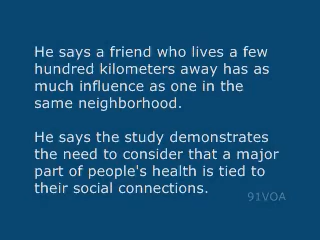 He says a friend who lives a few
hundred kilometers away has as
much influence as one in the
same neighborhood.
He says the study demonstrates
the need to consider that a major
part of people's health is tied to
their social connections.
91VOA